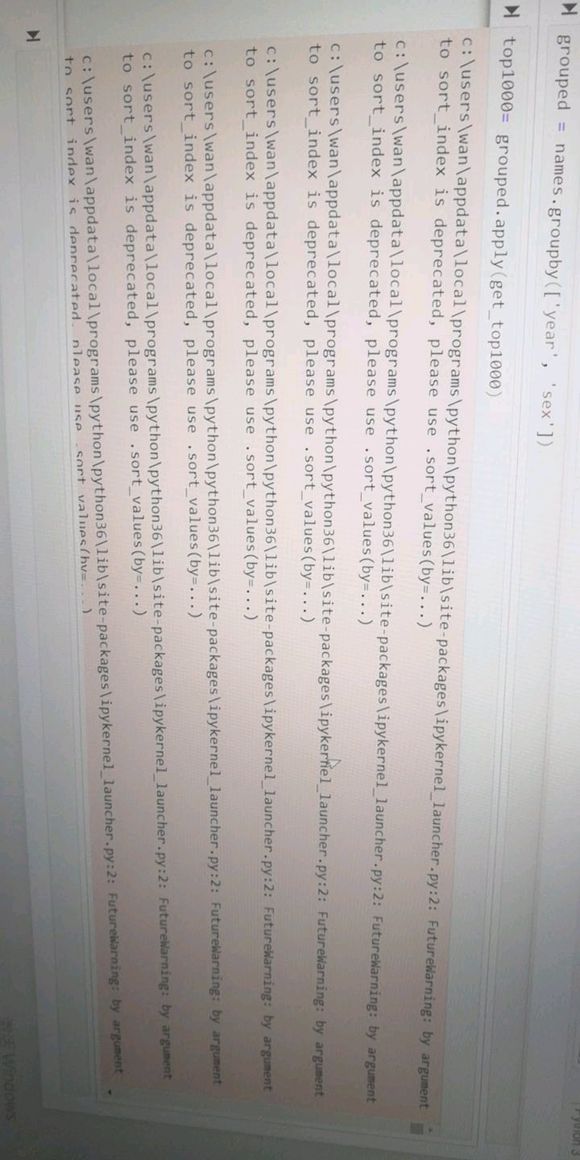 grouped = names.groupby(['year', 'sex'])
top1000= grouped.apply(get_top1000)
c:\users\wan\appdata\local\programs\python\python36\lib\site-packages\ipykernel_launcher.py:2: FutureWarning: by argument
to sort_index is deprecated, please use .sort_values(by=...)
c:\users\wan\appdata\local\programs\python\python36\lib\site-packages\ipykernel_launcher.py:2: FutureWarning: by argument
to sort_index is deprecated, please use .sort_values(by=...)
c:\users\wan\appdata\local\programs\python\python36\lib\site-packages\ipykernel_launcher.py:2: FutureWarning: by argument
to sort_index is deprecated, please use .sort_values(by=...)
c:\users\wan\appdata\local\programs\python\python36\lib\site-packages\ipykernel_launcher.py:2: FutureWarning: by argument
to sort_index is deprecated, please use .sort_values(by=...)
c:\users\wan\appdata\local\programs\python\python36\lib\site-packages\ipykernel_launcher.py:2: FutureWarning: by argument
to sort_index is deprecated, please use .sort_values(by=...)
c:\users\wan\appdata\local\programs\python\python36\lib\site-packages\ipykernel_launcher.py:2: FutureWarning: by argument
to sort_index is deprecated, please use .sort_values(by=...)
c:\users\wan\appdata\local\programs\python\python36\lib\site-packages\ipykernel_launcher.py:2: FutureWarning: by argument
to sort_index is deprecated, please use .sort_values(by=...)
Windows